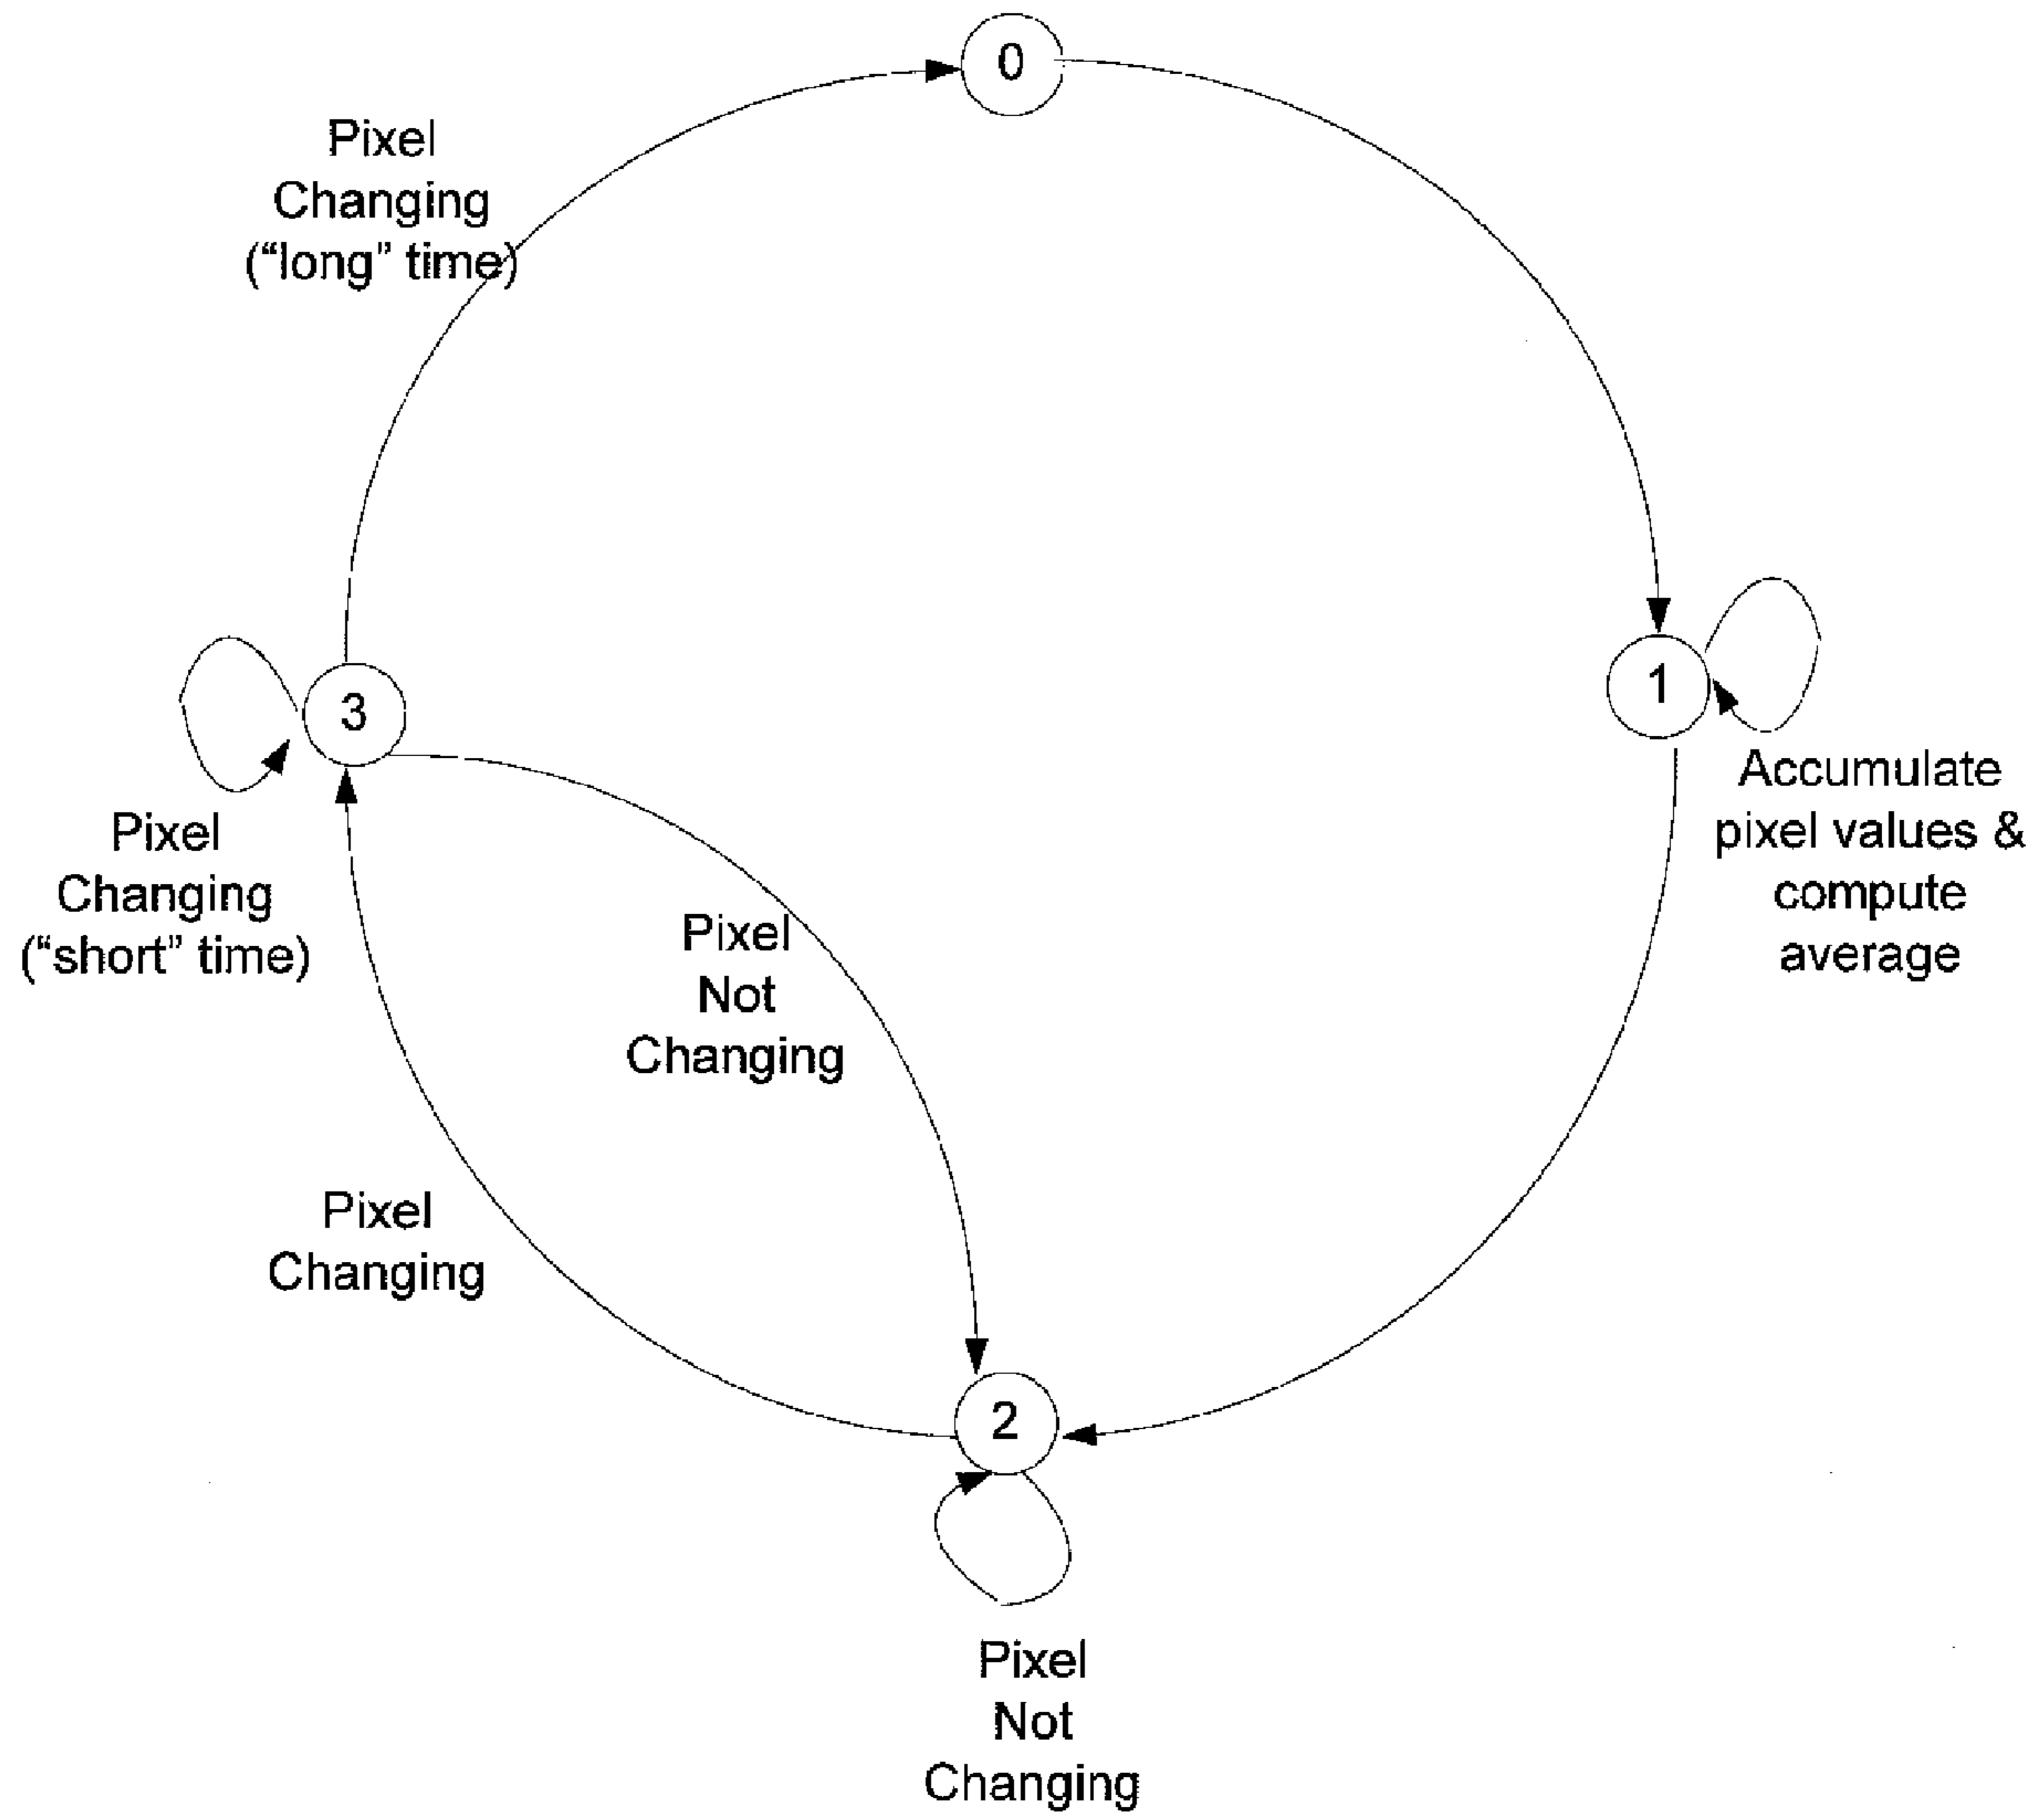 0
Pixel
Changing
(“long” time)
1
3
Accumulate
pixel values &
compute
average
Pixel
Changing
(“short” time)
Pixel
Not
Changing
Pixel
Changing
2
Pixel
Not
Changing